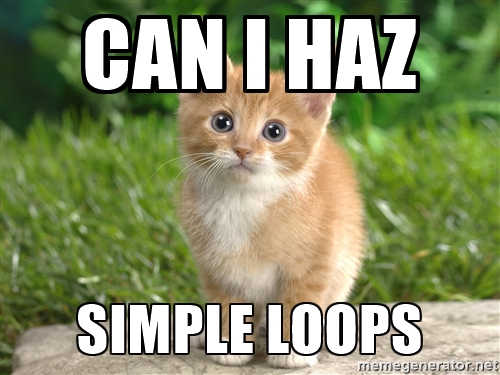 CAN I HAZ
SIMPLE LOOPS
memegenerator.net